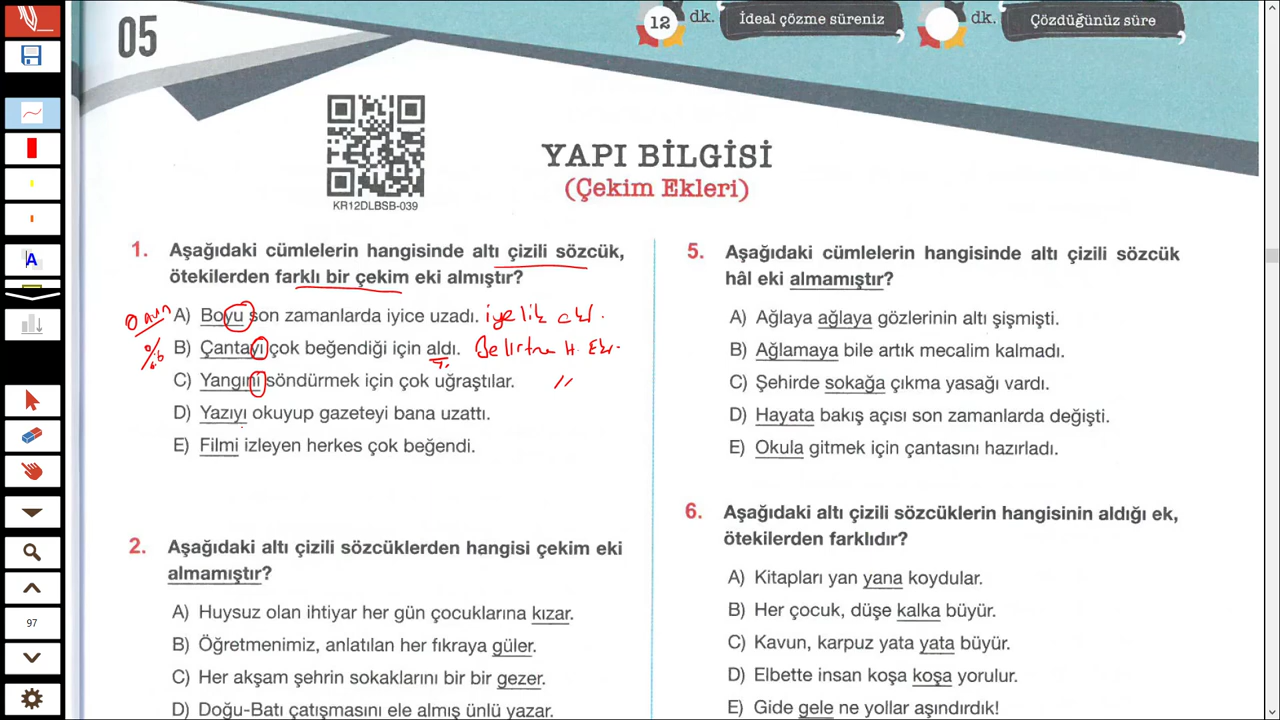 05
12 dk. İdeal çözme süreniz
dk. Çözdüğünüz süre
KR12DLBSB-039
YAPI BİLGİSİ
(Çekim Ekleri)
1. Aşağıdaki cümlelerin hangisinde altı çizili sözcük,
ötekilerden farklı bir çekim eki almıştır?
onun A) Boyu son zamanlarda iyice uzadı. iyelik eki.
B) Çantayı çok beğendiği için aldı. Belirtme H. Eki.
C) Yangını söndürmek için çok uğraştılar. //
D) Yazıyı okuyup gazeteyi bana uzattı.
E) Filmi izleyen herkes çok beğendi.
2. Aşağıdaki altı çizili sözcüklerden hangisi çekim eki
almamıştır?
A) Huysuz olan ihtiyar her gün çocuklarına kızar.
B) Öğretmenimiz, anlatılan her fıkraya güler.
C) Her akşam şehrin sokaklarını bir bir gezer.
D) Doğu-Batı çatışmasını ele almış ünlü yazar.
5. Aşağıdaki cümlelerin hangisinde altı çizili sözcük
hâl eki almamıştır?
A) Ağlaya ağlaya gözlerinin altı şişmişti.
B) Ağlamaya bile artık mecalim kalmadı.
C) Şehirde sokağa çıkma yasağı vardı.
D) Hayata bakış açısı son zamanlarda değişti.
E) Okula gitmek için çantasını hazırladı.
6. Aşağıdaki altı çizili sözcüklerin hangisinin aldığı ek,
ötekilerden farklıdır?
A) Kitapları yan yana koydular.
B) Her çocuk, düşe kalka büyür.
C) Kavun, karpuz yata yata büyür.
D) Elbette insan koşa koşa yorulur.
E) Gide gele ne yollar aşındırdık!
A
97